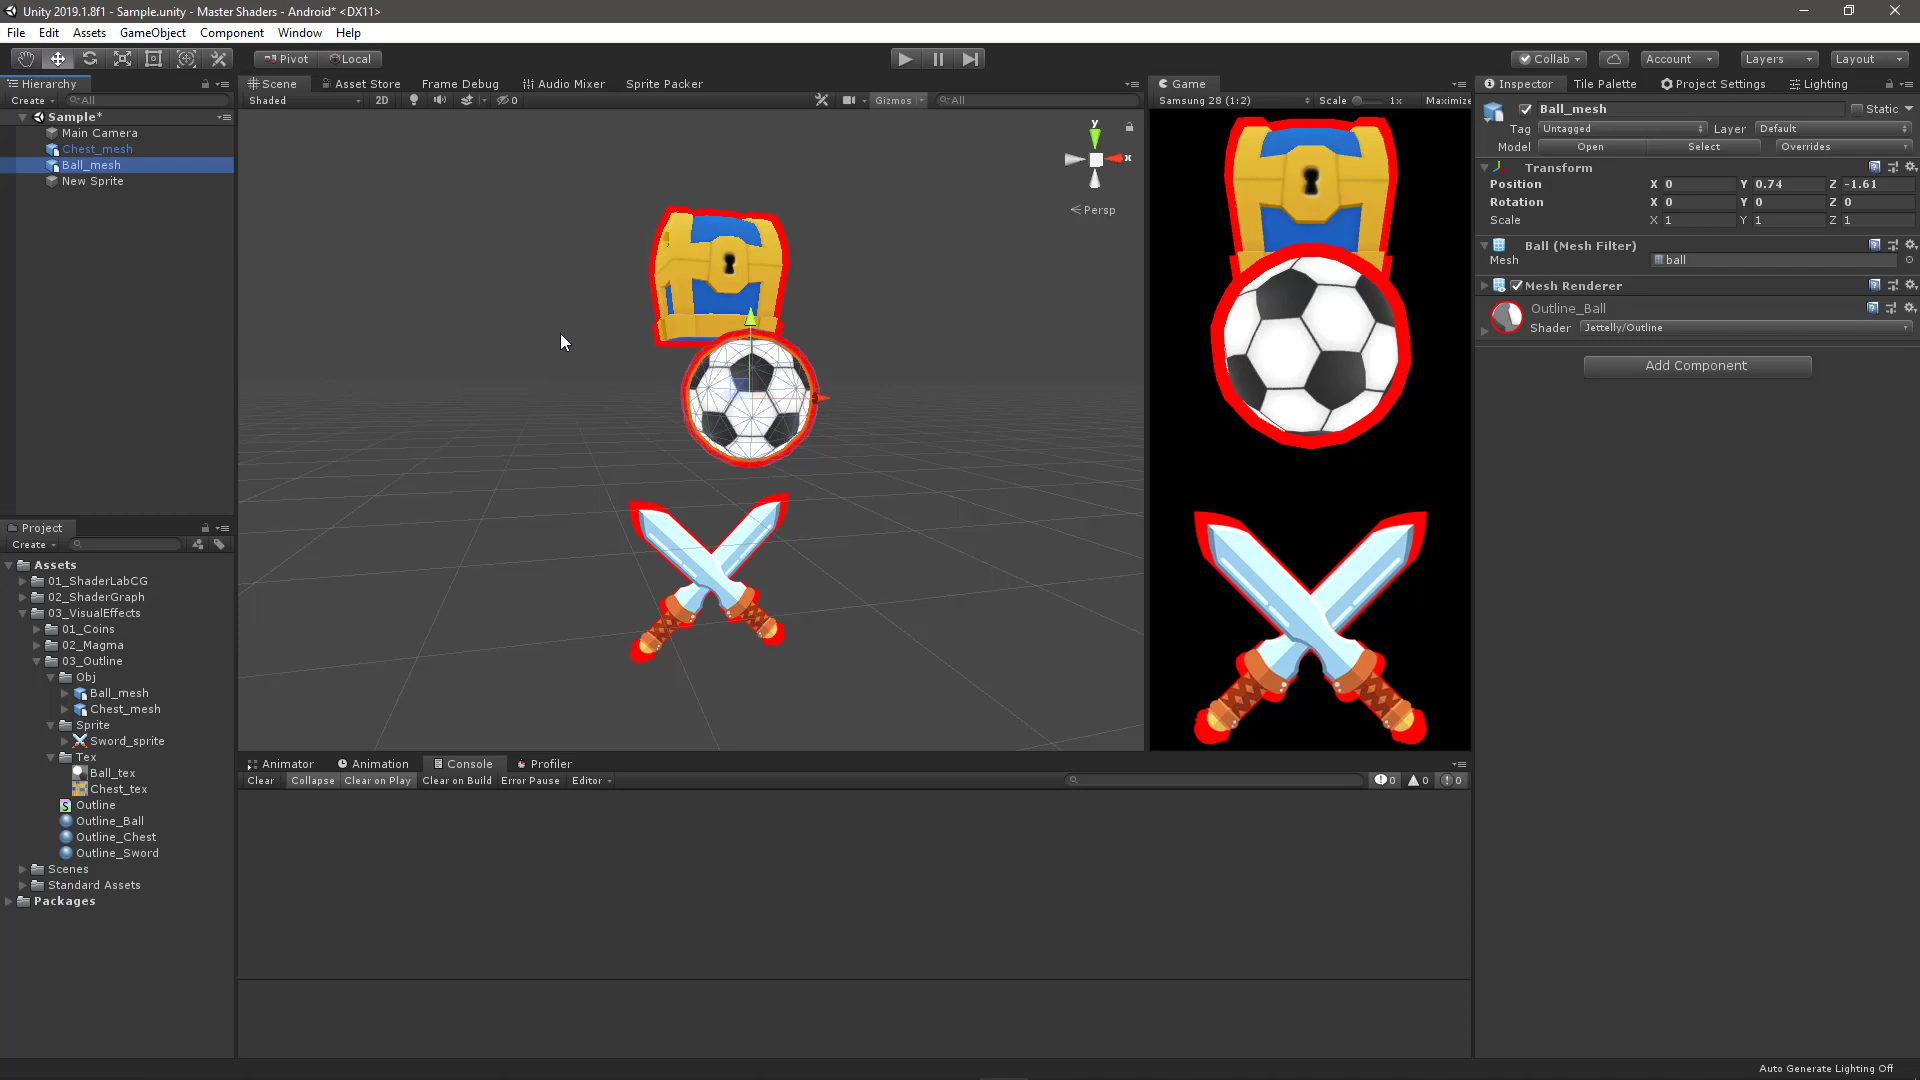 Unity 2019.1.8f1 - Sample.unity - Master Shaders - Android* <DX11>
File Edit Assets GameObject Component Window Help
Pivot Local Collab Account Layers Layout
Hierarchy
Create All
Sample*
Main Camera
Chest_mesh
Ball_mesh
New Sprite
Project
Create
Assets
01_ShaderLabCG
02_ShaderGraph
03_VisualEffects
01_Coins
02_Magma
03_Outline
Obj
Ball_mesh
Chest_mesh
Sprite
Sword_sprite
Tex
Ball_tex
Chest_tex
Outline
Outline_Ball
Outline_Chest
Outline_Sword
Scenes
Standard Assets
Packages
Scene Asset Store Frame Debug Audio Mixer Sprite Packer
Shaded 2D 0 Gizmos All
y
x
Persp
Game
Samsung 28 (1:2) Scale 1x Maximize
Animator Animation Console Profiler
Clear Collapse Clear on Play Clear on Build Error Pause Editor 0 0 0
Inspector Tile Palette Project Settings Lighting
Ball_mesh Static
Tag Untagged Layer Default
Model Open Select Overrides
Transform
Position X 0 Y 0.74 Z -1.61
Rotation X 0 Y 0 Z 0
Scale X 1 Y 1 Z 1
Ball (Mesh Filter)
Mesh ball
Mesh Renderer
Outline_Ball
Shader Jettelly/Outline
Add Component
Auto Generate Lighting Off